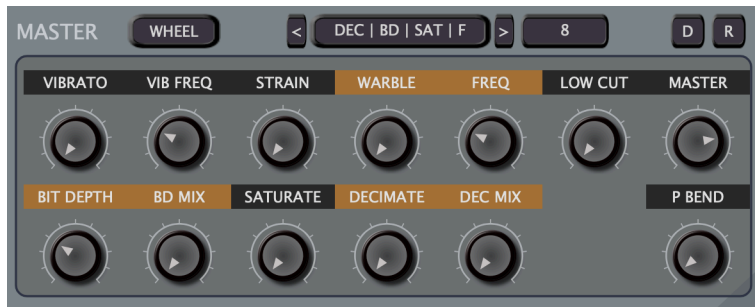 MASTER WHEEL < DEC | BD | SAT | F > 8 D R
VIBRATO VIB FREQ STRAIN WARBLE FREQ LOW CUT MASTER
BIT DEPTH BD MIX SATURATE DECIMATE DEC MIX P BEND